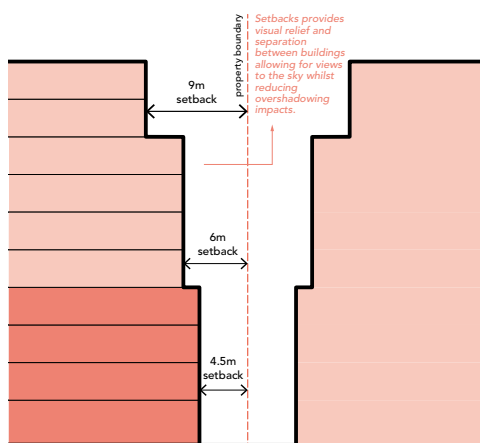 property boundary
Setbacks provides
visual relief and
separation
between buildings
allowing for views
to the sky whilst
reducing
overshadowing
impacts.
9m
setback
6m
setback
4.5m
setback